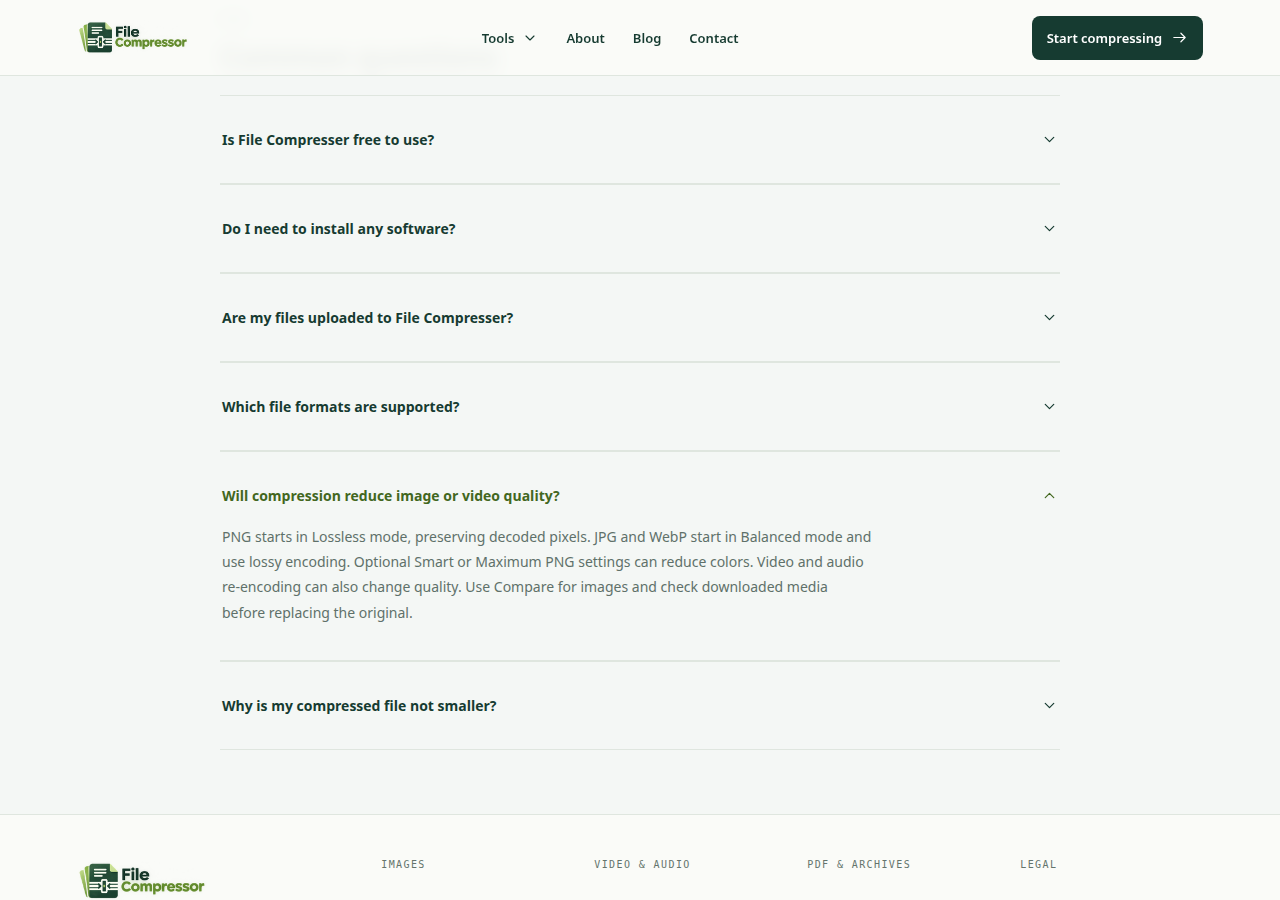 File
Compressor
Tools
About
Blog
Contact
Start compressing
Is File Compresser free to use?
Do I need to install any software?
Are my files uploaded to File Compresser?
Which file formats are supported?
Will compression reduce image or video quality?
PNG starts in Lossless mode, preserving decoded pixels. JPG and WebP start in Balanced mode and
use lossy encoding. Optional Smart or Maximum PNG settings can reduce colors. Video and audio
re-encoding can also change quality. Use Compare for images and check downloaded media
before replacing the original.
Why is my compressed file not smaller?
File
Compressor
IMAGES
VIDEO & AUDIO
PDF & ARCHIVES
LEGAL